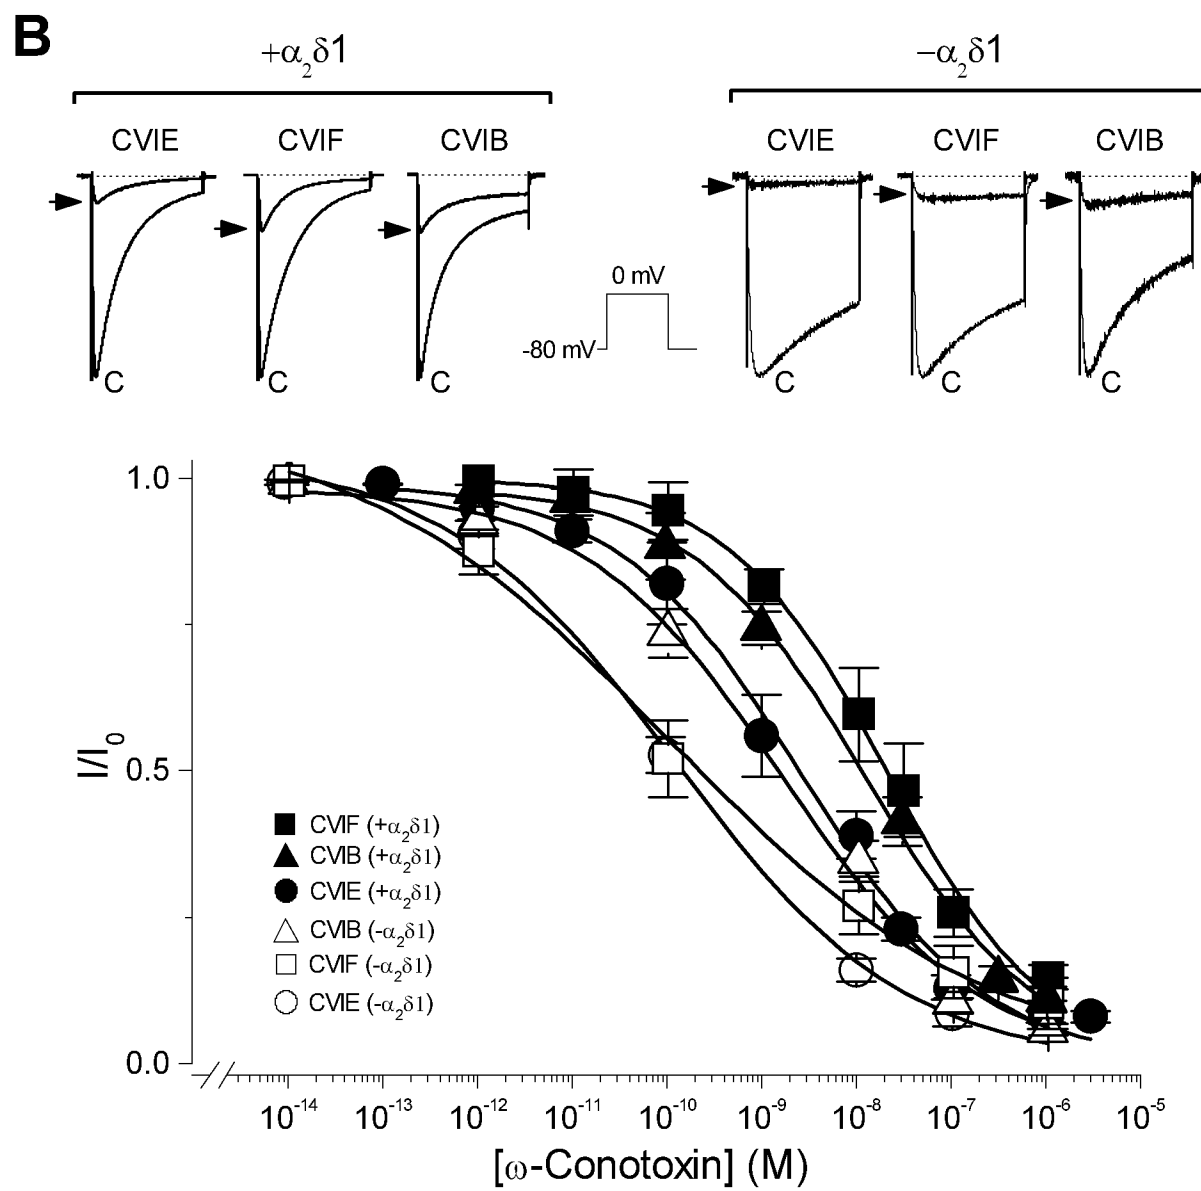 B
+α₂δ1
−α₂δ1
CVIE CVIF CVIB
CVIE CVIF CVIB
C C C
0 mV
-80 mV
C C C
I/I₀
1.0
0.5
0.0
CVIF (+α₂δ1)
CVIB (+α₂δ1)
CVIE (+α₂δ1)
CVIB (-α₂δ1)
CVIF (-α₂δ1)
CVIE (-α₂δ1)
10⁻¹⁴ 10⁻¹³ 10⁻¹² 10⁻¹¹ 10⁻¹⁰ 10⁻⁹ 10⁻⁸ 10⁻⁷ 10⁻⁶ 10⁻⁵
[ω-Conotoxin] (M)